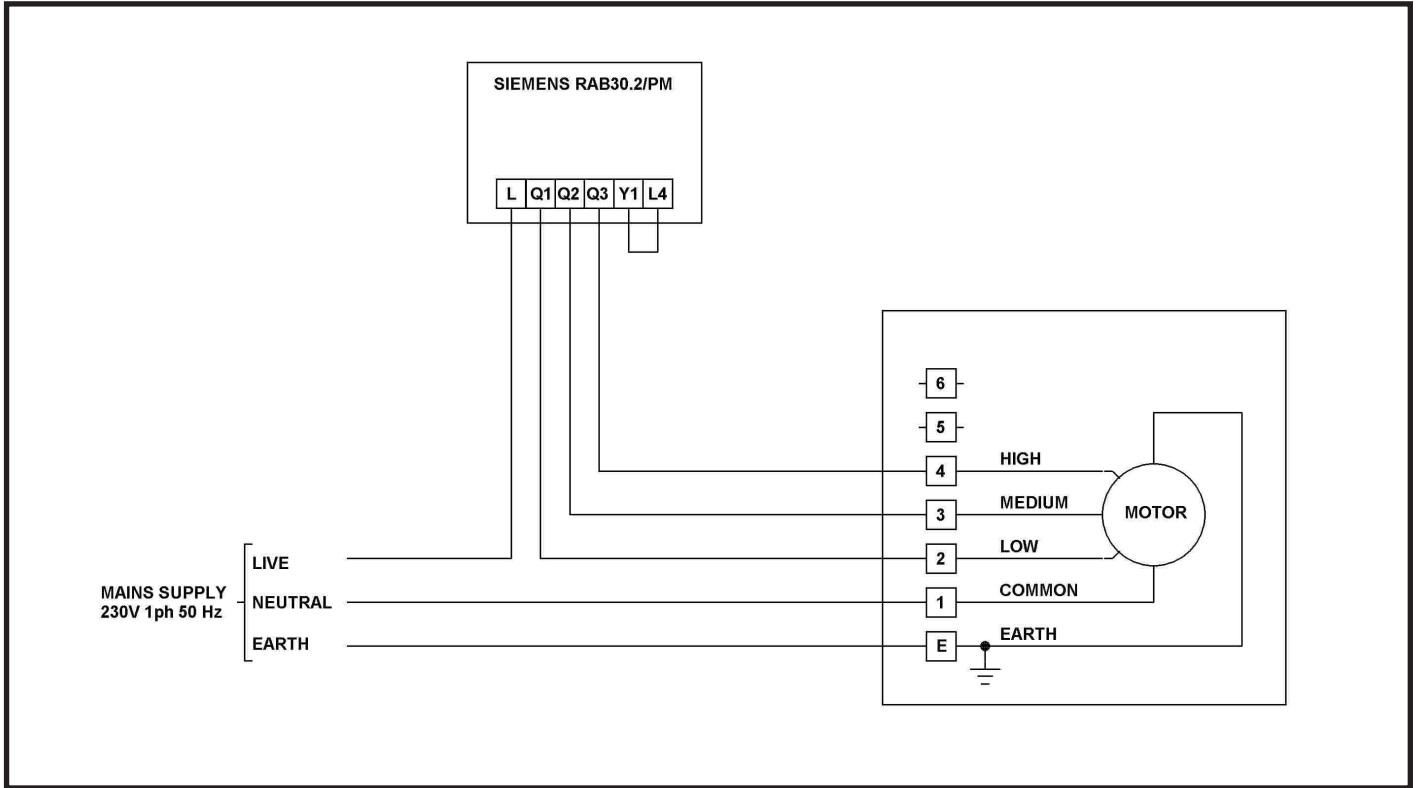 SIEMENS RAB30.2/PM
L Q1 Q2 Q3 Y1 L4
6
5
4 HIGH
3 MEDIUM
MOTOR
2 LOW
1 COMMON
E EARTH
MAINS SUPPLY
230V 1ph 50 Hz
LIVE
NEUTRAL
EARTH